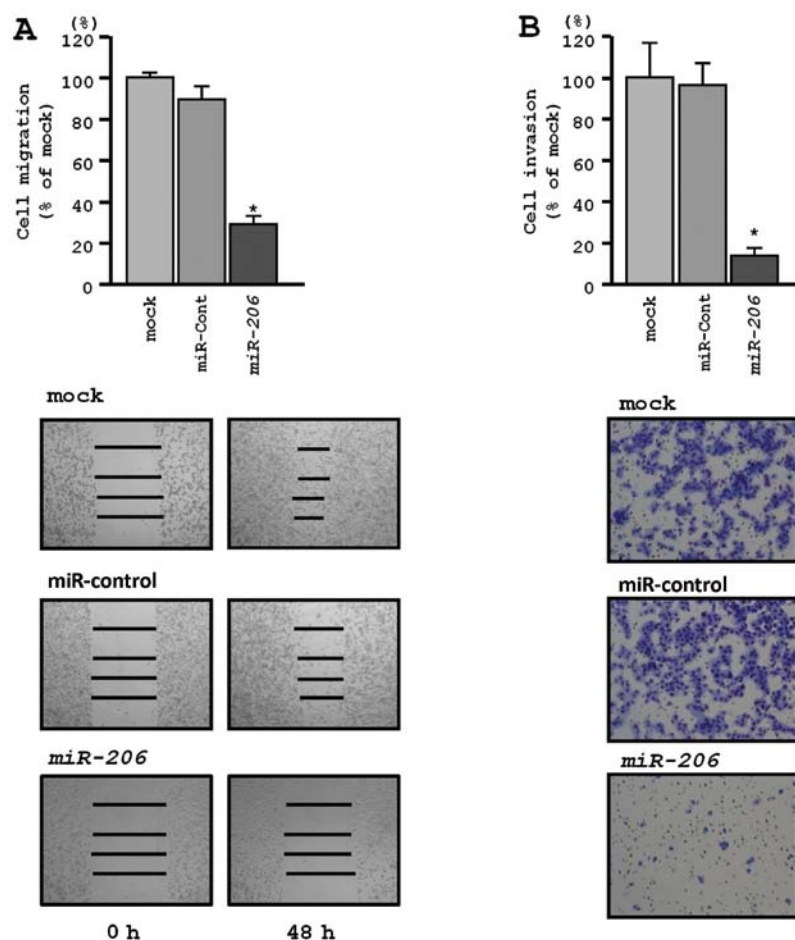 A
(%)
120
100
80
60
40
20
0
Cell migration
(% of mock)
mock
miR-Cont
miR-206
*
mock
miR-control
miR-206
0 h
48 h
B
(%)
120
100
80
60
40
20
0
Cell invasion
(% of mock)
mock
miR-Cont
miR-206
*
mock
miR-control
miR-206